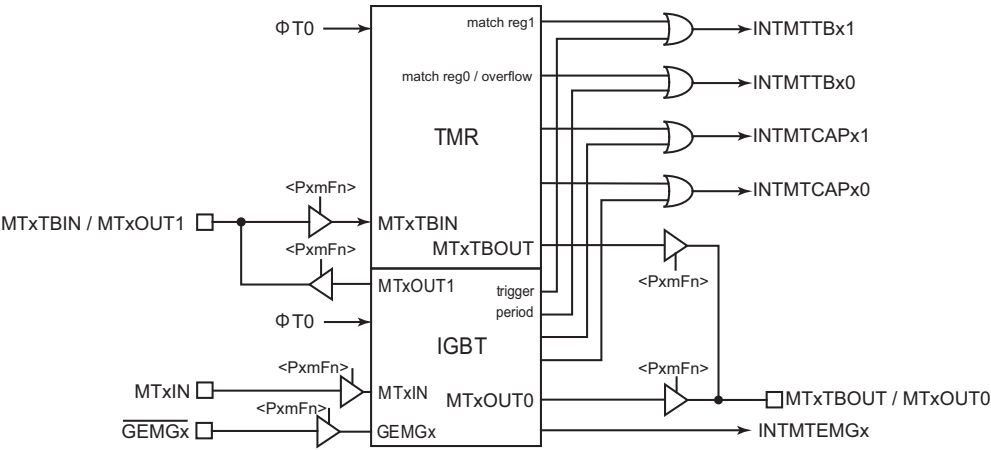 ΦT0
match reg1
INTMTTBx1
match reg0 / overflow
INTMTTBx0
TMR
INTMTCAPx1
<PxmFn>
INTMTCAPx0
MTxTBIN / MTxOUT1
MTxTBIN
<PxmFn>
MTxTBOUT
<PxmFn>
MTxOUT1
trigger
ΦT0
period
IGBT
<PxmFn>
<PxmFn>
MTxIN
MTxIN
MTxOUT0
MTxTBOUT / MTxOUT0
<PxmFn>
GEMGx
GEMGx
INTMTEMGx